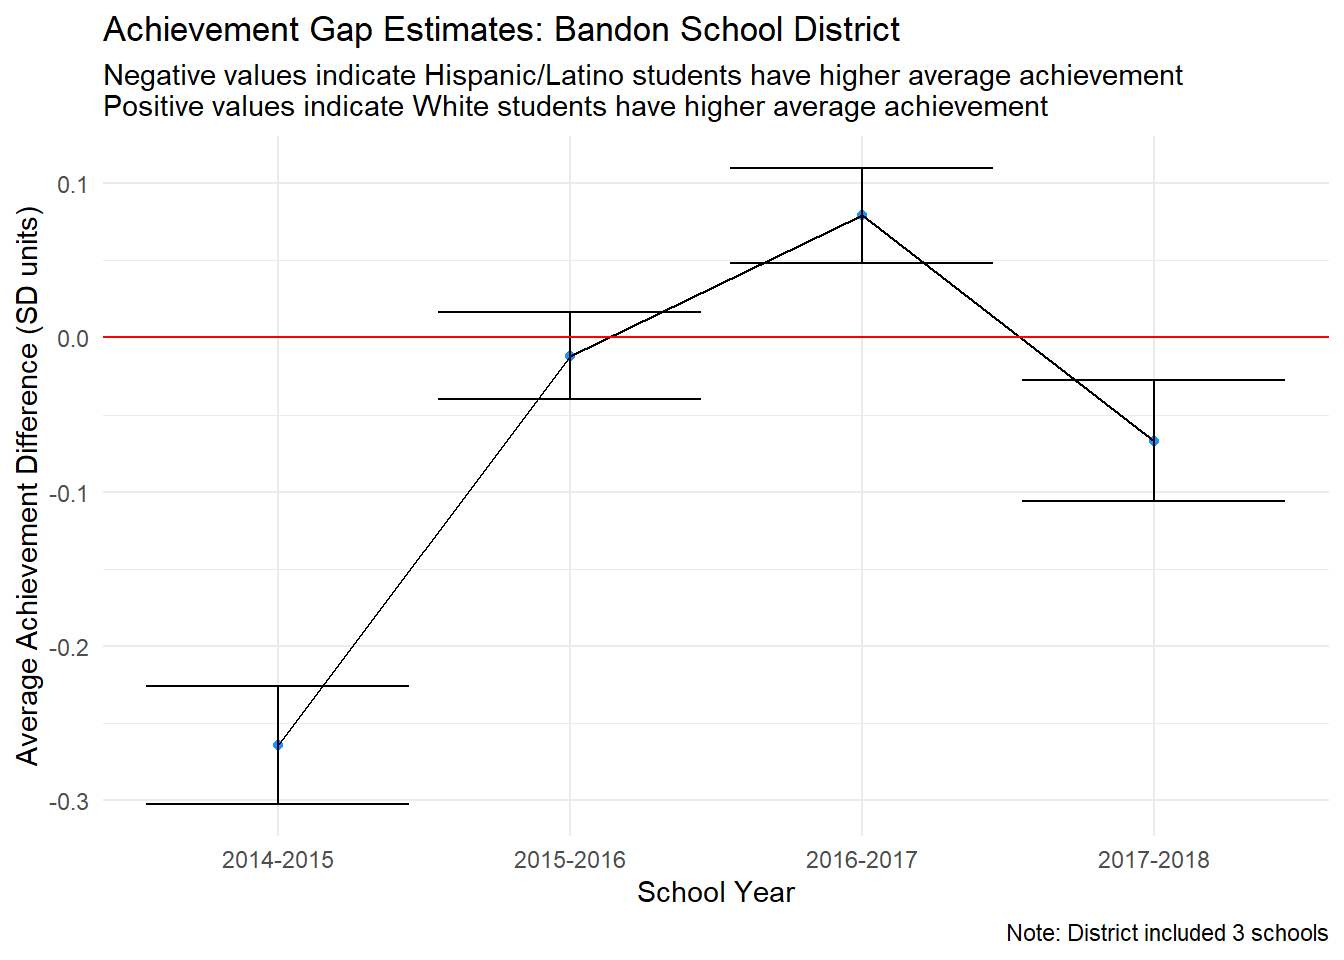 Achievement Gap Estimates: Bandon School District
Negative values indicate Hispanic/Latino students have higher average achievement
Positive values indicate White students have higher average achievement
Average Achievement Difference (SD units)
0.1
0.0
-0.1
-0.2
-0.3
2014-2015 2015-2016 2016-2017 2017-2018
School Year
Note: District included 3 schools